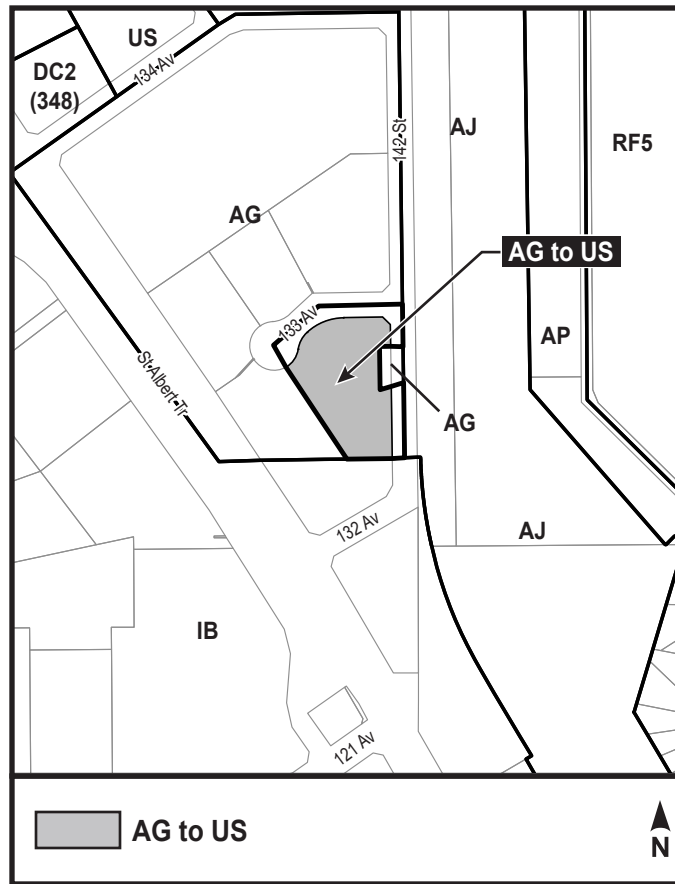 US
DC2
(348)
134 Av
142 St
AJ
RF5
AG
AG to US
133 Av
AP
St Albert Tr
AG
132 Av
AJ
IB
121 Av
AG to US
N